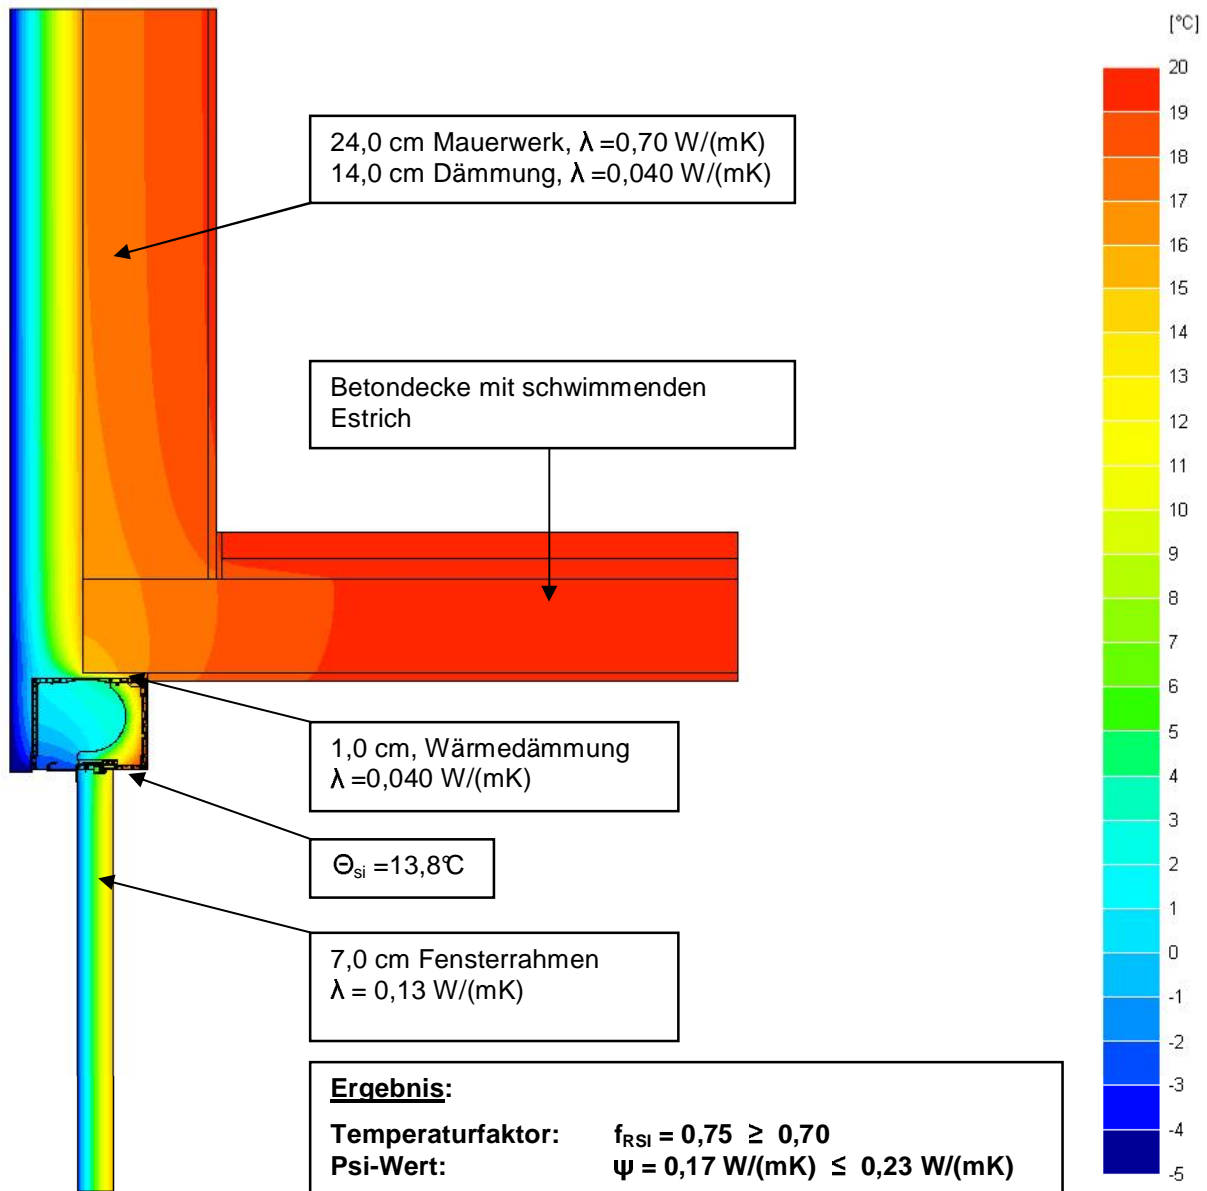 [°C]
24,0 cm Mauerwerk, λ =0,70 W/(mK)
14,0 cm Dämmung, λ =0,040 W/(mK)
Betondecke mit schwimmenden
Estrich
1,0 cm, Wärmedämmung
λ =0,040 W/(mK)
Θsi =13,8°C
7,0 cm Fensterrahmen
λ = 0,13 W/(mK)
Ergebnis:
Temperaturfaktor: fRSI = 0,75 ≥ 0,70
Psi-Wert: ψ = 0,17 W/(mK) ≤ 0,23 W/(mK)
20
19
18
17
16
15
14
13
12
11
10
9
8
7
6
5
4
3
2
1
0
-1
-2
-3
-4
-5